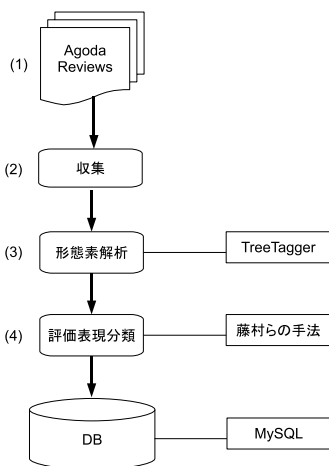 (1)
Agoda
Reviews
(2)
収集
(3)
形態素解析
TreeTagger
(4)
評価表現分類
藤村らの手法
DB
MySQL